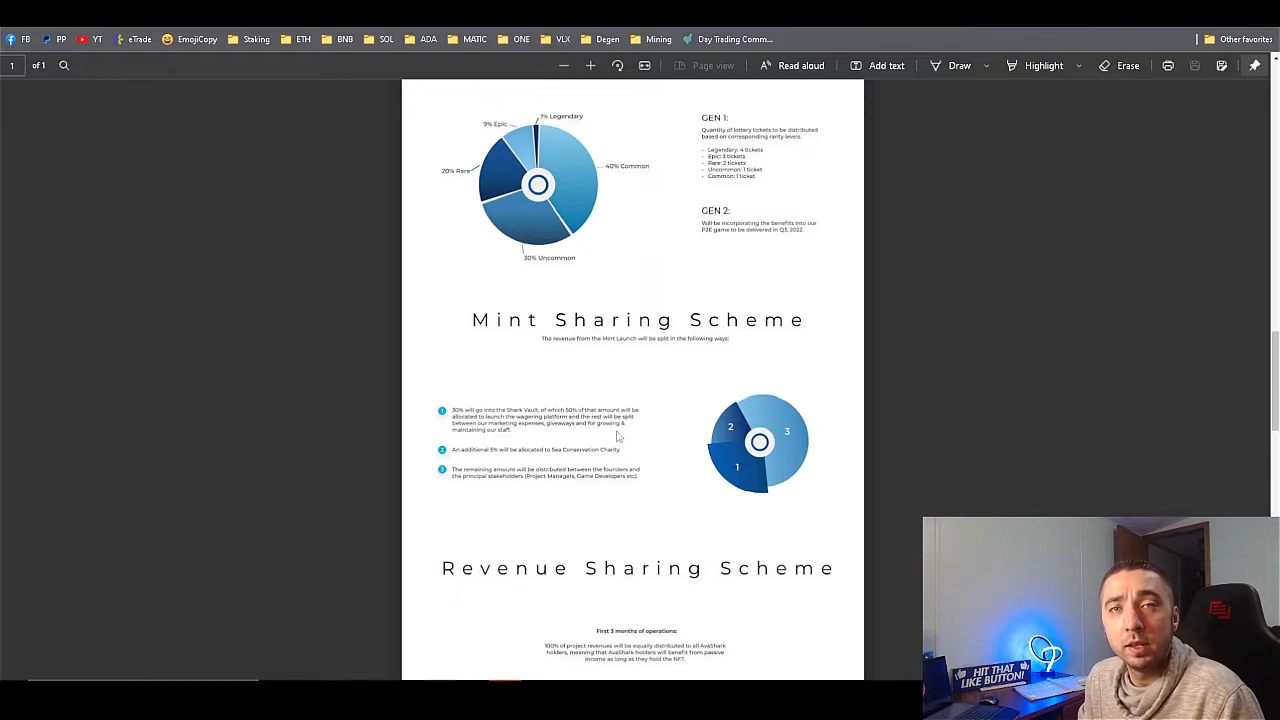 FB
PP
YT
eTrade
EmojiCopy
Staking
ETH
BNB
SOL
ADA
MATIC
ONE
VLX
Degen
Mining
Day Trading Comm...
Other favorites
1
of 1
Page view
Read aloud
Add text
Draw
Highlight
Erase
1% Legendary
9% Epic
40% Common
20% Rare
30% Uncommon
GEN 1:
Quantity of lottery tickets to be distributed
based on corresponding rarity levels.
- Legendary: 4 tickets
- Epic: 3 tickets
- Rare: 2 tickets
- Uncommon: 1 ticket
- Common: 1 ticket
GEN 2:
Will be incorporating the benefits into our
P2E game to be delivered in Q3, 2022.
Mint Sharing Scheme
The revenue from the Mint Launch will be split in the following ways:
1 30% will go into the Shark Vault, of which 50% of that amount will be
allocated to launch the wagering platform and the rest will be split
between our marketing expenses, giveaways and for growing &
maintaining our staff.
2 An additional 5% will be allocated to Sea Conservation Charity.
3 The remaining amount will be distributed between the founders and
the principal stakeholders (Project Managers, Game Developers etc).
2
3
1
Revenue Sharing Scheme
First 3 months of operations:
100% of project revenues will be equally distributed to all AvaShark
holders, meaning that AvaShark holders will benefit from passive
income as long as they hold the NFT.
HIT THE
LIKE BUTTON!